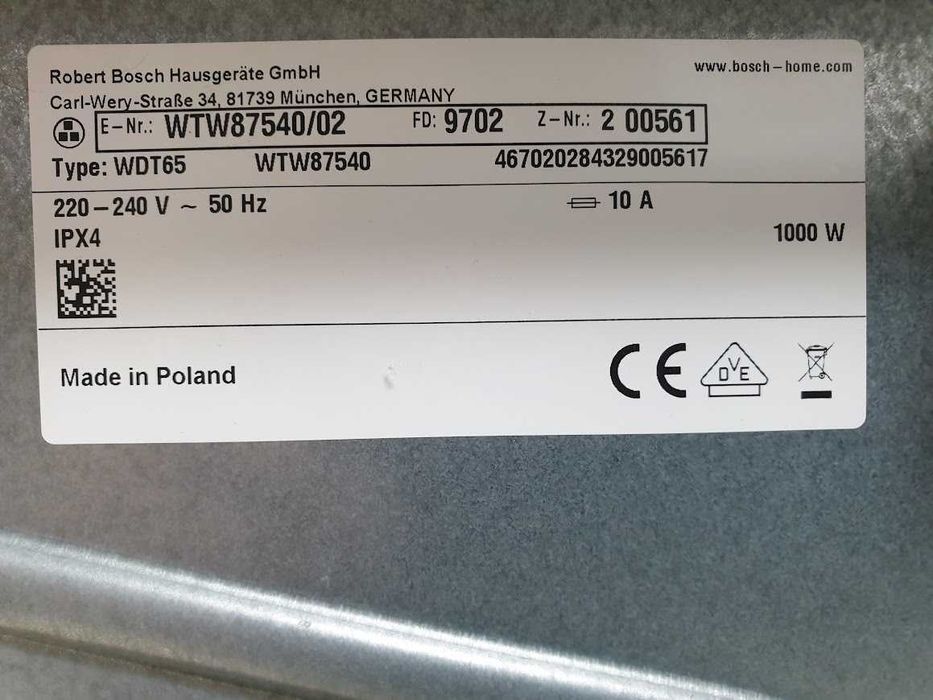 Robert Bosch Hausgeräte GmbH www.bosch-home.com
Carl-Wery-Straße 34, 81739 München, GERMANY
E-Nr.: WTW87540/02 FD: 9702 Z-Nr.: 2 00561
Type: WDT65 WTW87540 467020284329005617
220-240 V ~ 50 Hz 10 A
IPX4 1000 W
Made in Poland CE DVE